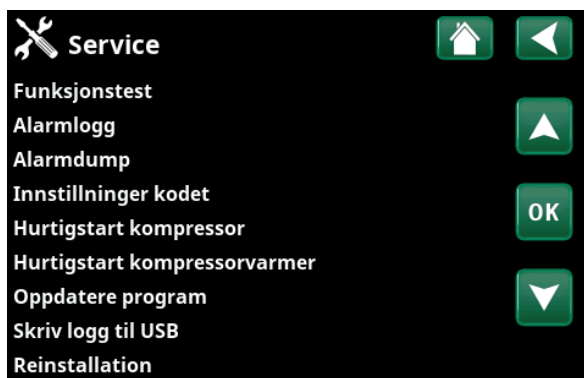 Service
Funksjonstest
Alarmlogg
Alarmdump
Innstillninger kodet
OK
Hurtigstart kompressor
Hurtigstart kompressorvarmer
Oppdatere program
Skriv logg til USB
Reinstallation